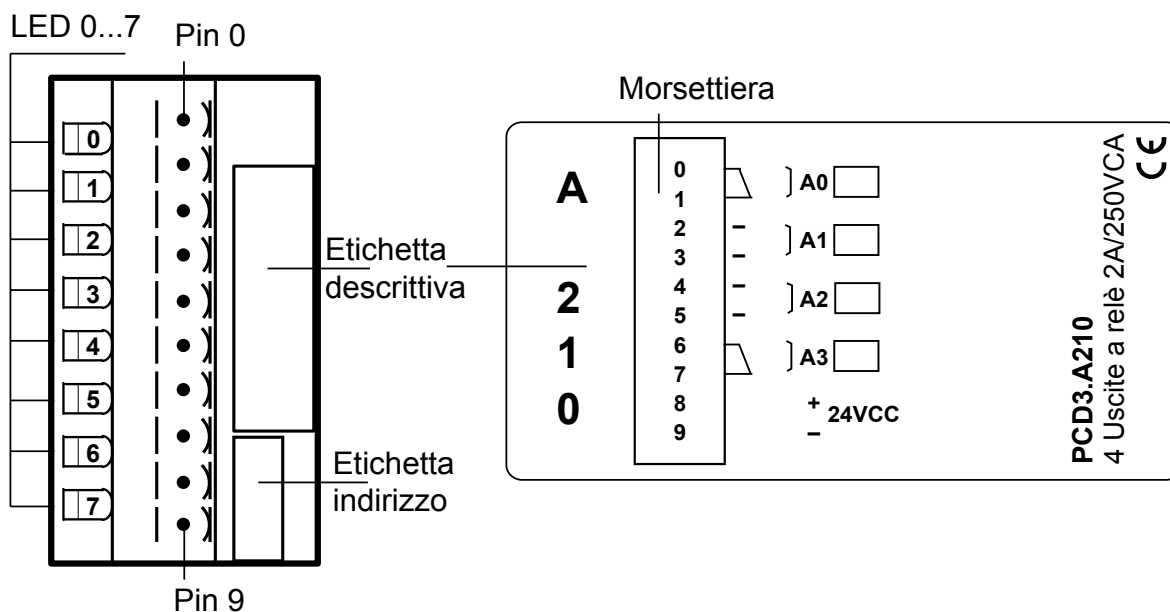 LED 0...7
Pin 0
0
1
2
3
4
5
6
7
Etichetta
descrittiva
Etichetta
indirizzo
Pin 9
Morsettiera
A
2
1
0
0
1
2
3
4
5
6
7
8
9
A0
A1
A2
A3
+
24VCC
–
PCD3.A210
4 Uscite a relè 2A/250VCA
CE